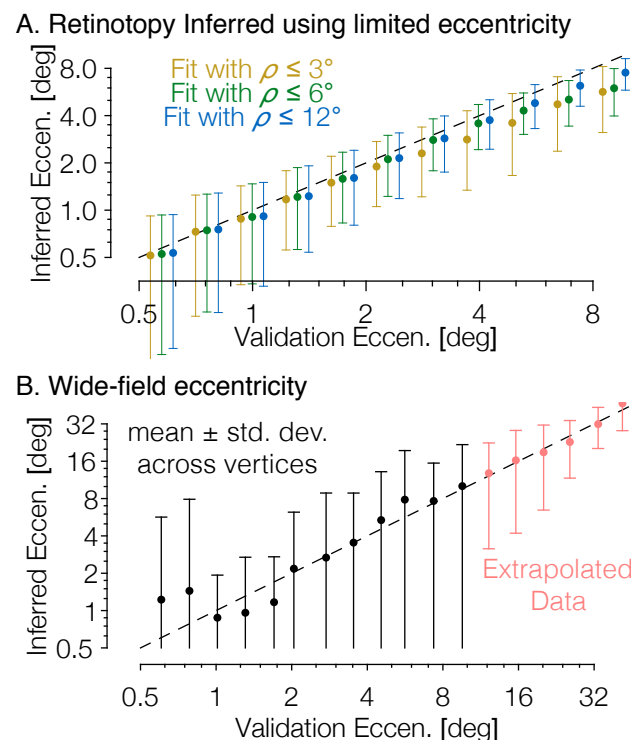 A. Retinotopy Inferred using limited eccentricity
Inferred Eccen. [deg]
8.0
4.0
2.0
1.0
0.5
Fit with ρ ≤ 3°
Fit with ρ ≤ 6°
Fit with ρ ≤ 12°
0.5 1 2 4 8
Validation Eccen. [deg]
B. Wide-field eccentricity
Inferred Eccen. [deg]
32
16
8
4
2
1
0.5
mean ± std. dev.
across vertices
Extrapolated
Data
0.5 1 2 4 8 16 32
Validation Eccen. [deg]